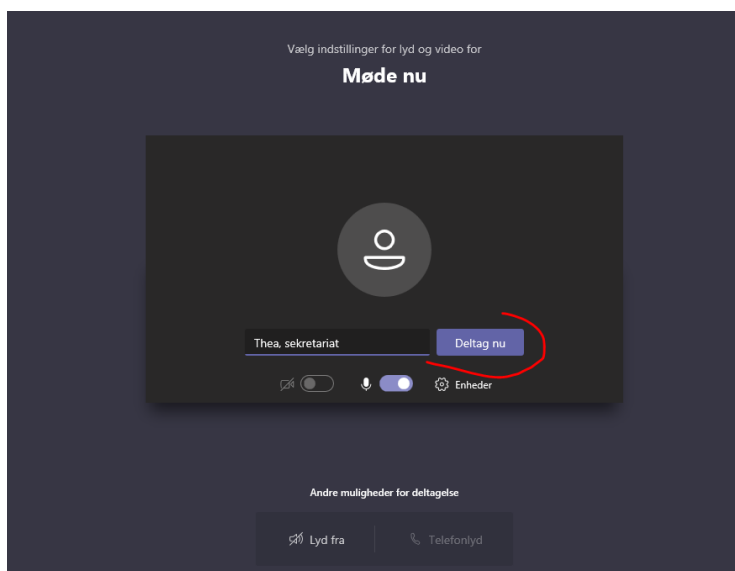 Vælg indstillinger for lyd og video for
Møde nu
Thea, sekretariat
Deltag nu
Enheder
Andre muligheder for deltagelse
Lyd fra
Telefonlyd